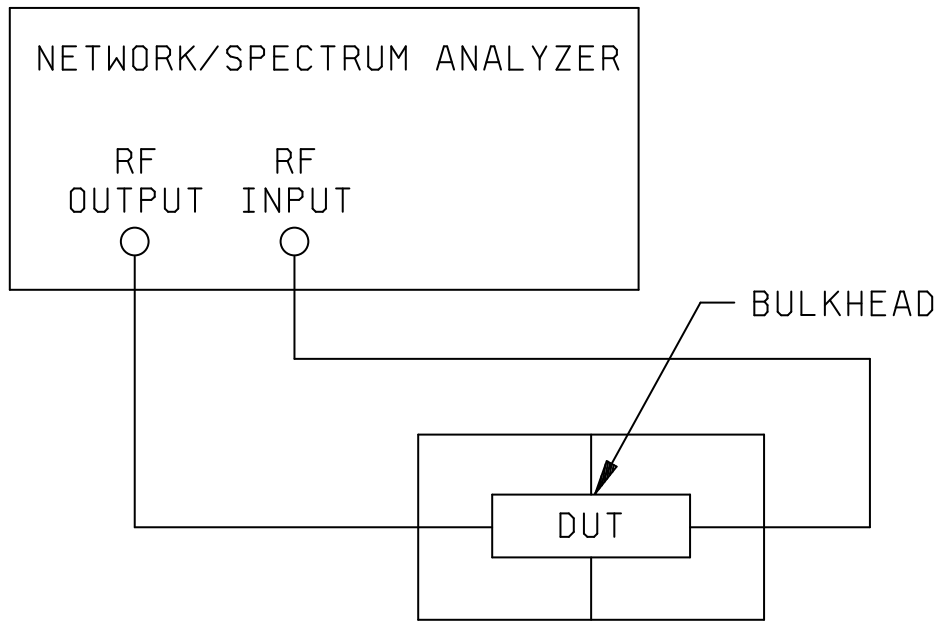 NETWORK/SPECTRUM ANALYZER
RF
OUTPUT
RF
INPUT
BULKHEAD
DUT